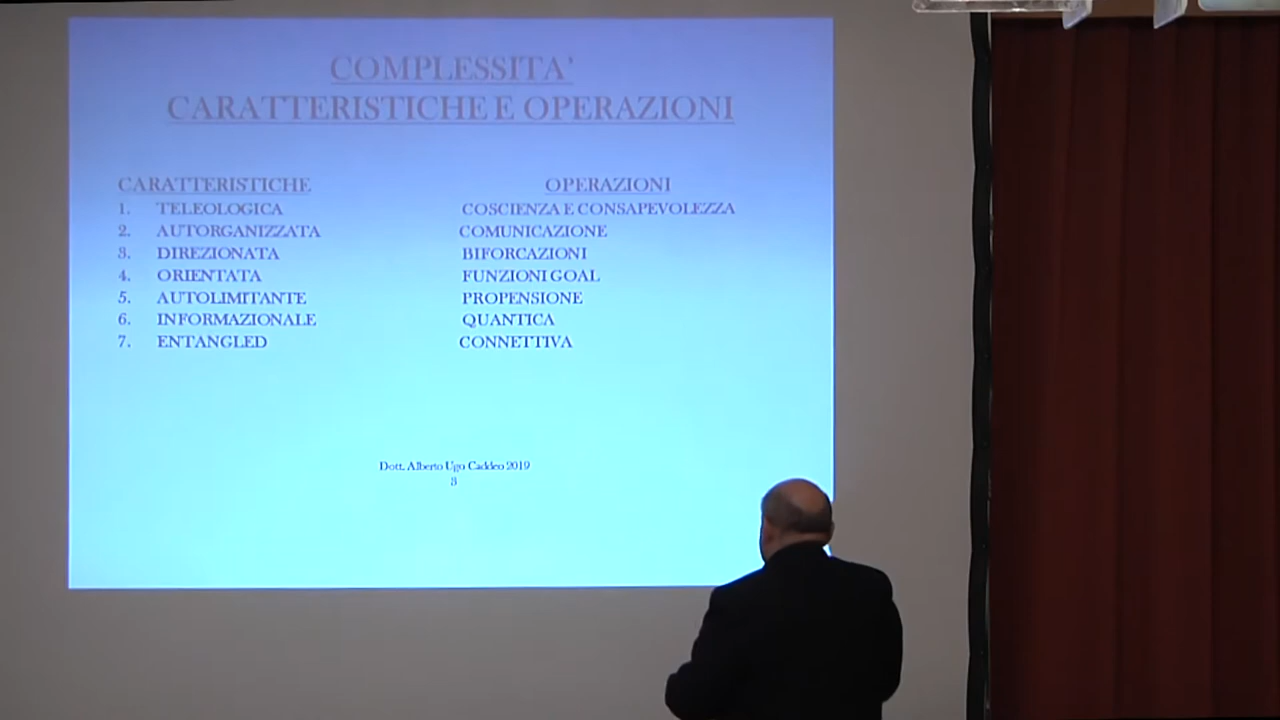 COMPLESSITA'
CARATTERISTICHE E OPERAZIONI
CARATTERISTICHE OPERAZIONI
1. TELEOLOGICA COSCIENZA E CONSAPEVOLEZZA
2. AUTORGANIZZATA COMUNICAZIONE
3. DIREZIONATA BIFORCAZIONI
4. ORIENTATA FUNZIONI GOAL
5. AUTOLIMITANTE PROPENSIONE
6. INFORMAZIONALE QUANTICA
7. ENTANGLED CONNETTIVA
Dott. Alberto Ugo Caddeo 2019
3